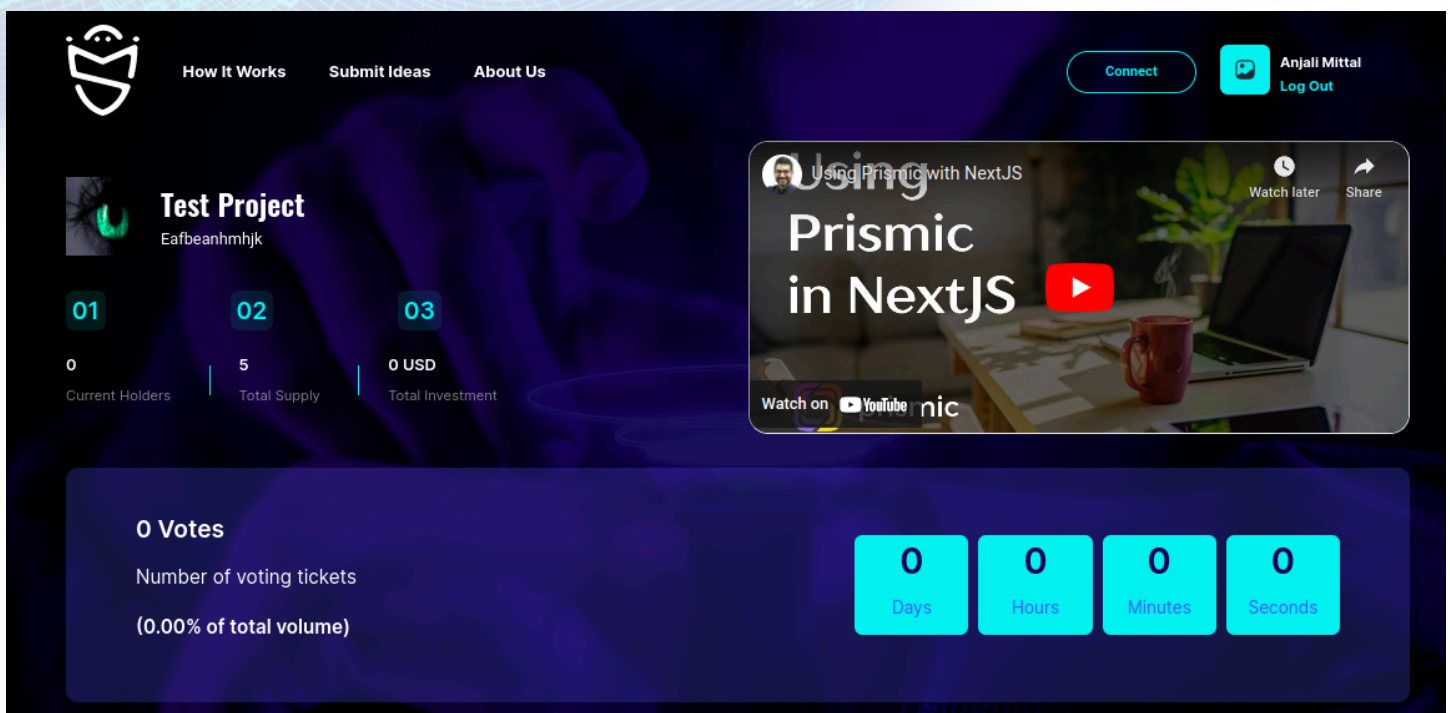 How It Works Submit Ideas About Us Connect Anjali Mittal
Log Out
Test Project
Eafbeanhmhjk
01 02 03
0 5 0 USD
Current Holders Total Supply Total Investment
Using Prismic with NextJS
Watch later Share
Using
Prismic
in NextJS
Watch on YouTube
0 Votes
Number of voting tickets
(0.00% of total volume)
0 0 0 0
Days Hours Minutes Seconds